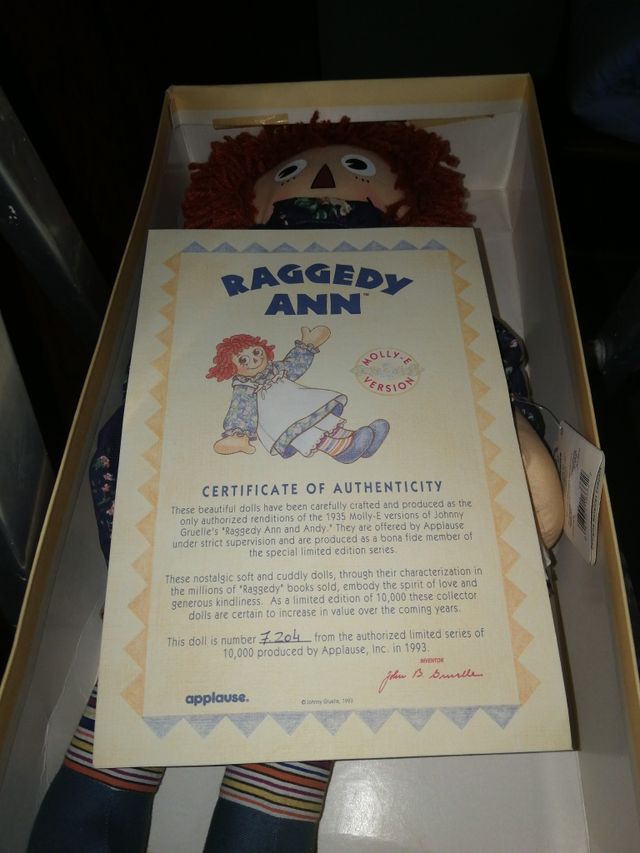 RAGGEDY
ANN™
MOLLY-E
VERSION
CERTIFICATE OF AUTHENTICITY
These beautiful dolls have been carefully crafted and produced as the
only authorized renditions of the 1935 Molly-E versions of Johnny
Gruelle's "Raggedy Ann and Andy." They are offered by Applause
under strict supervision and are produced as a bona fide member of
the special limited edition series.
These nostalgic soft and cuddly dolls, through their characterization in
the millions of "Raggedy" books sold, embody the spirit of love and
generous kindliness. As a limited edition of 10,000 these collector
dolls are certain to increase in value over the coming years.
This doll is number 7204 from the authorized limited series of
10,000 produced by Applause, Inc. in 1993.
INVENTOR
John B. Gruelle
applause.
© Johnny Gruelle, 1993